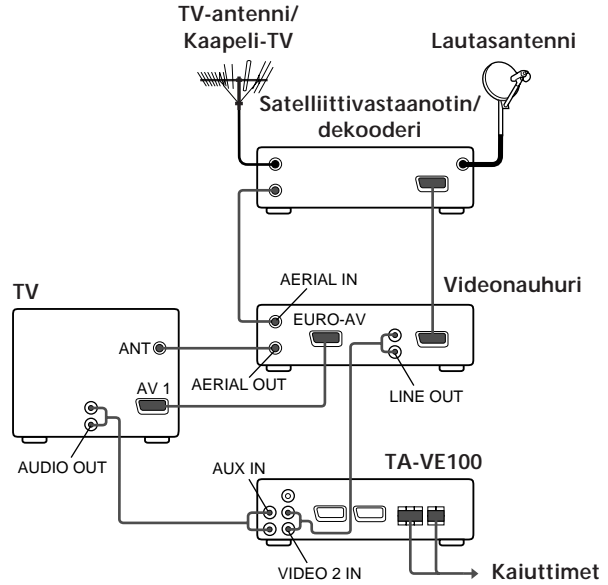 TV-antenni/
Kaapeli-TV
Lautasantenni
Satelliittivastaanotin/
dekooderi
AERIAL IN
Videonauhuri
TV
EURO-AV
ANT
AERIAL OUT
AV 1
LINE OUT
AUDIO OUT
AUX IN
TA-VE100
VIDEO 2 IN
Kaiuttimet